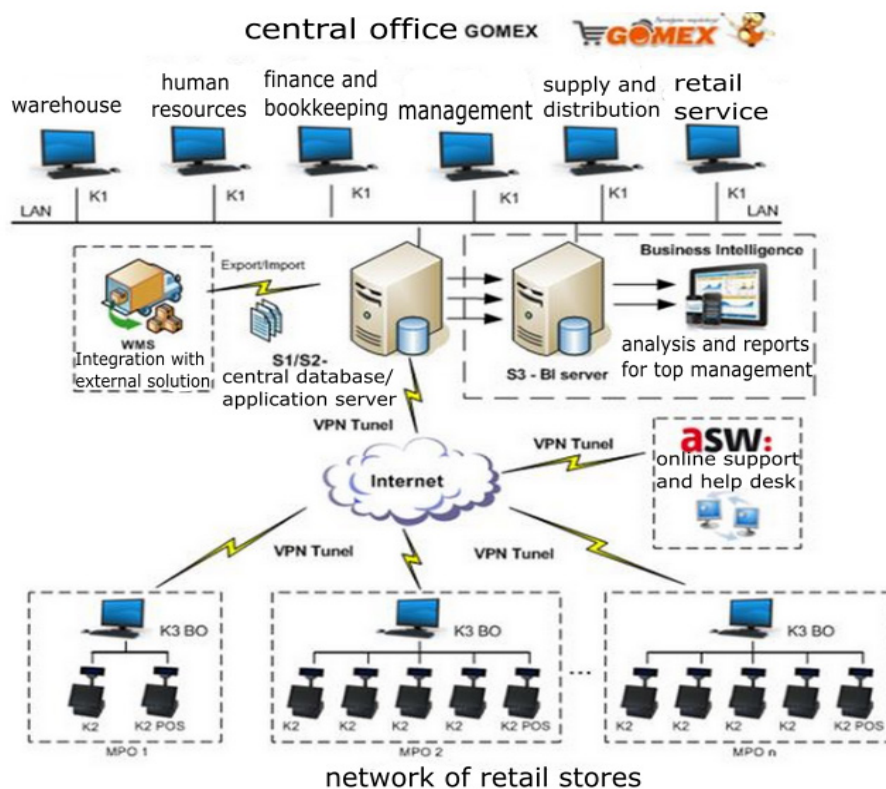 central office GOMEX
GOMEX
warehouse
human
resources
finance and
bookkeeping
management
supply and
distribution
retail
service
K1
K1
K1
K1
K1
K1
LAN
LAN
Export/Import
WMS
Integration with
external solution
S1/S2-
central database/
application server
Business Intelligence
S3 - BI server
analysis and reports
for top management
VPN Tunel
VPN Tunel
asw:
online support
and help desk
Internet
VPN Tunel
VPN Tunel
VPN Tunel
K3 BO
K2
K2 POS
MPO 1
K3 BO
K2
K2
K2
K2
K2 POS
MPO 2
...
K3 BO
K2
K2
K2
K2
K2 POS
MPO n
network of retail stores